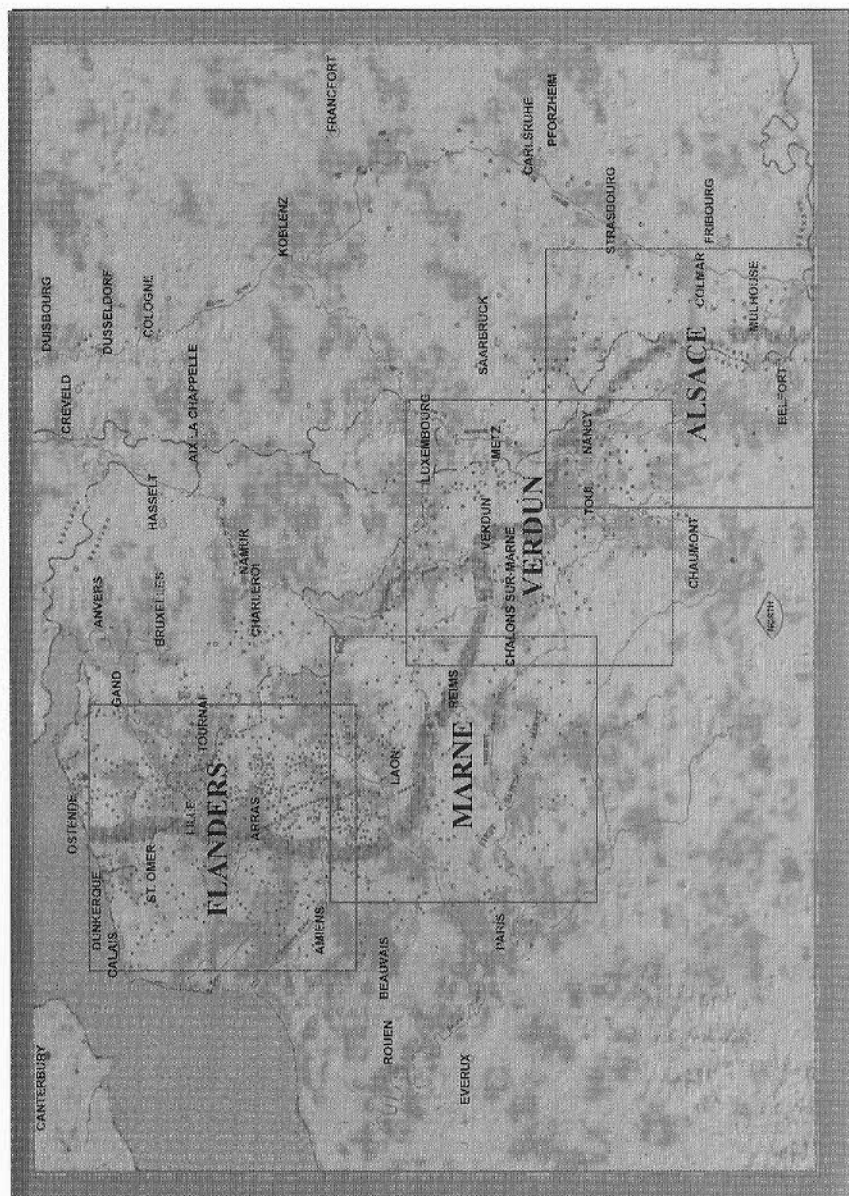 CANTERBURY
DUISBOURG
CREVELD
OSTENDE
DUNKERQUE
ANVERS
DUSSELDORF
CALAIS
GAND
COLOGNE
ST. OMER
HASSELT
BRUXELLES
LILLE
AIX LA CHAPPELLE
TOURNAI
FLANDERS
NAMUR
ARRAS
CHARLEROI
KOBLENZ
AMIENS
FRANCFORT
BEAUVAIS
ROUEN
LAON
LUXEMBOURG
REIMS
MARNE
EVERUX
SAARBRUCK
VERDUN
METZ
PARIS
CHALONS SUR-MARNE
CARLSRUHE
VERDUN
PFORZHEIM
TOUL
NANCY
STRASBOURG
CHAUMONT
ALSACE
COLMAR
FRIBOURG
MULHOUSE
NORTH
BELFORT